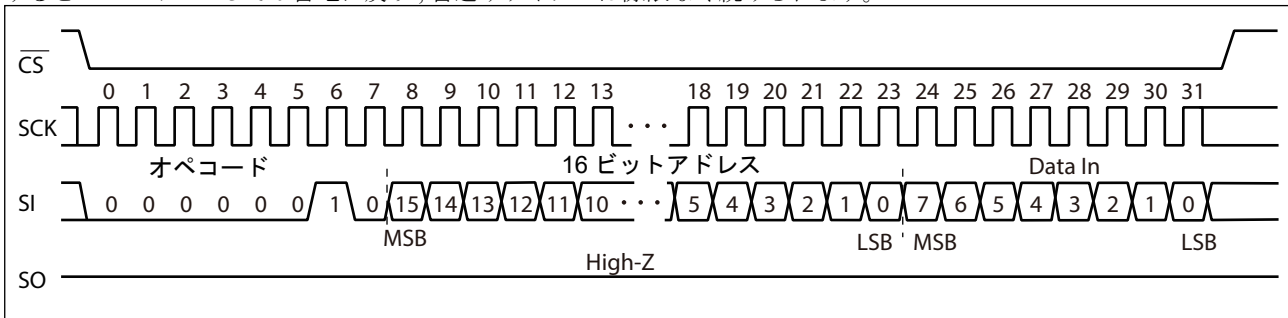 CS
0 1 2 3 4 5 6 7 8 9 10 11 12 13 18 19 20 21 22 23 24 25 26 27 28 29 30 31
SCK
オペコード 16 ビットアドレス Data In
SI 0 0 0 0 0 0 1 0 15 14 13 12 11 10 5 4 3 2 1 0 7 6 5 4 3 2 1 0
MSB LSB MSB LSB
High-Z
SO